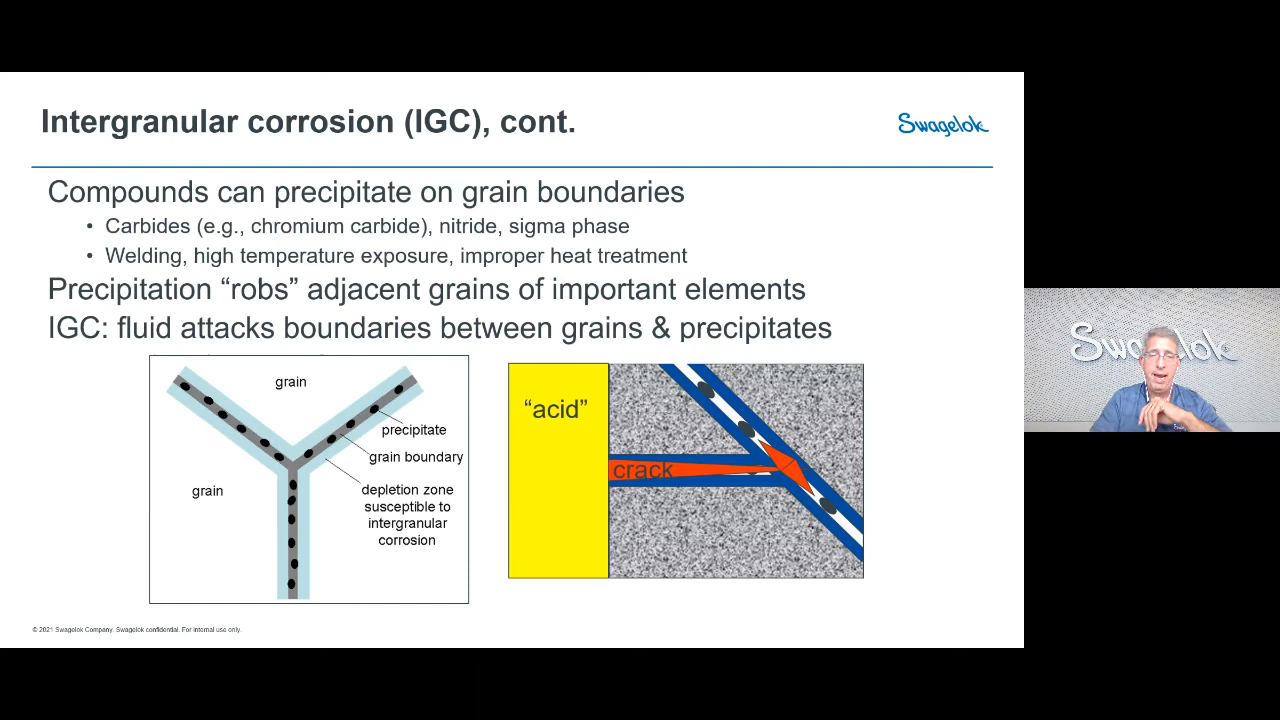 Intergranular corrosion (IGC), cont.
Swagelok
Compounds can precipitate on grain boundaries
• Carbides (e.g., chromium carbide), nitride, sigma phase
• Welding, high temperature exposure, improper heat treatment
Precipitation “robs” adjacent grains of important elements
IGC: fluid attacks boundaries between grains & precipitates
grain
precipitate
grain boundary
grain
depletion zone
susceptible to
intergranular
corrosion
“acid”
crack
Swagelok
© 2021 Swagelok Company. Swagelok confidential. For internal use only.